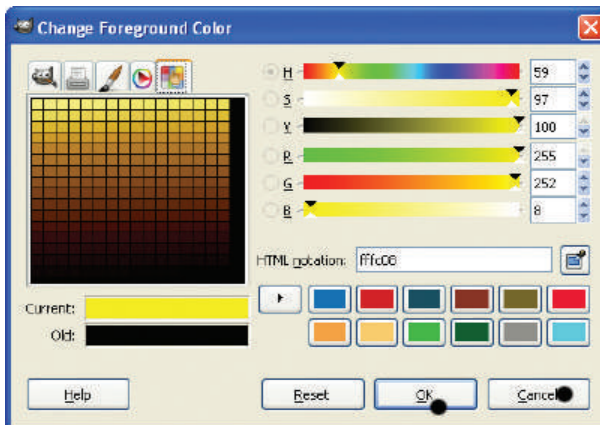 Change Foreground Color
H 59
S 97
Y 100
R 255
G 252
B 8
HTML notation: fffc08
Current:
Old:
Help Reset OK Cancel